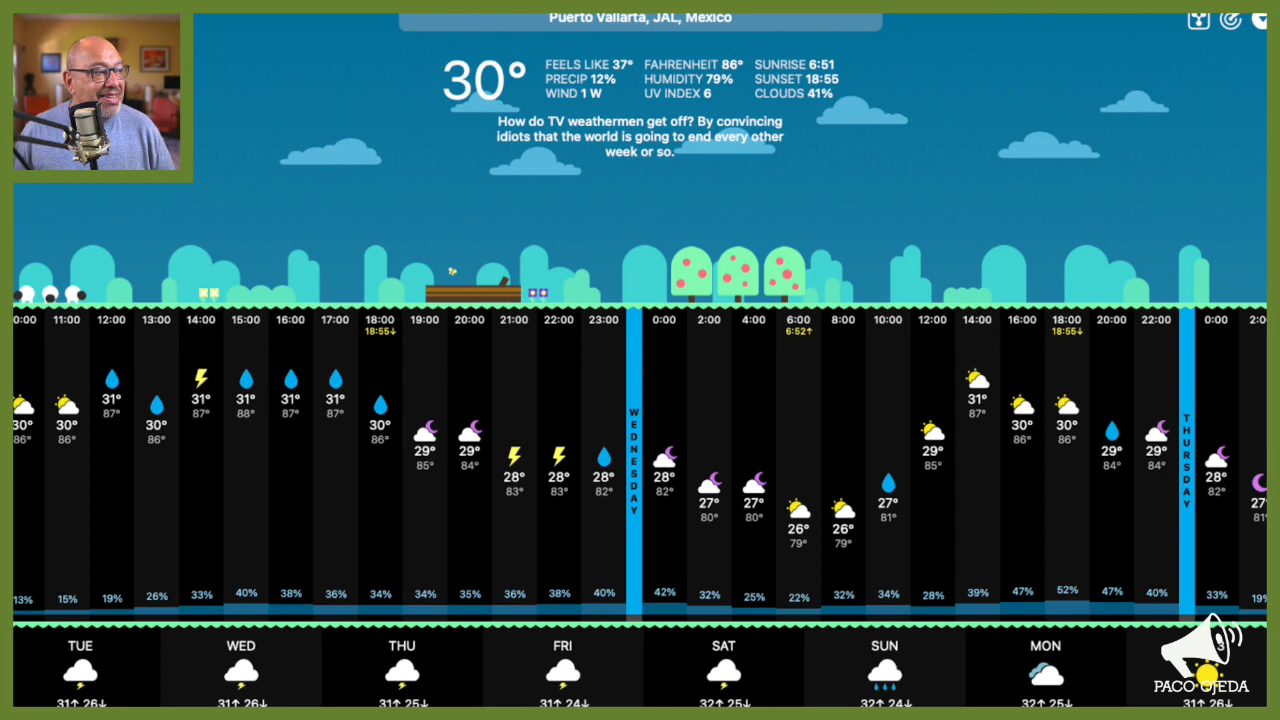 Puerto Vallarta, JAL, Mexico
30°
FEELS LIKE 37° FAHRENHEIT 86° SUNRISE 6:51
PRECIP 12% HUMIDITY 79% SUNSET 18:55
WIND 1 W UV INDEX 6 CLOUDS 41%
How do TV weathermen get off? By convincing
idiots that the world is going to end every other
week or so.
0:00 11:00 12:00 13:00 14:00 15:00 16:00 17:00 18:00 19:00 20:00 21:00 22:00 23:00 0:00 2:00 4:00 6:00 8:00 10:00 12:00 14:00 16:00 18:00 20:00 22:00 0:00 2:0
18:55↓ 6:52↑ 18:55↓
30° 30° 31° 30° 31° 31° 31° 31° 30° 29° 29° 28° 28° 28° 28° 27° 27° 26° 26° 27° 29° 31° 30° 30° 29° 29° 28° 27
86° 86° 87° 86° 87° 88° 87° 87° 86° 85° 84° 83° 83° 82° 82° 80° 80° 79° 79° 81° 85° 87° 86° 86° 84° 84° 82° 81
WEDNESDAY
THURSDAY
13% 15% 19% 26% 33% 40% 38% 36% 34% 34% 35% 36% 38% 40% 42% 32% 25% 22% 32% 34% 28% 39% 47% 52% 47% 40% 33% 19%
TUE WED THU FRI SAT SUN MON
31↑ 26↓ 31↑ 26↓ 31↑ 25↓ 31↑ 24↓ 32↑ 25↓ 32↑ 24↓ 32↑ 25↓ 31↑ 26↓
PACO OJEDA